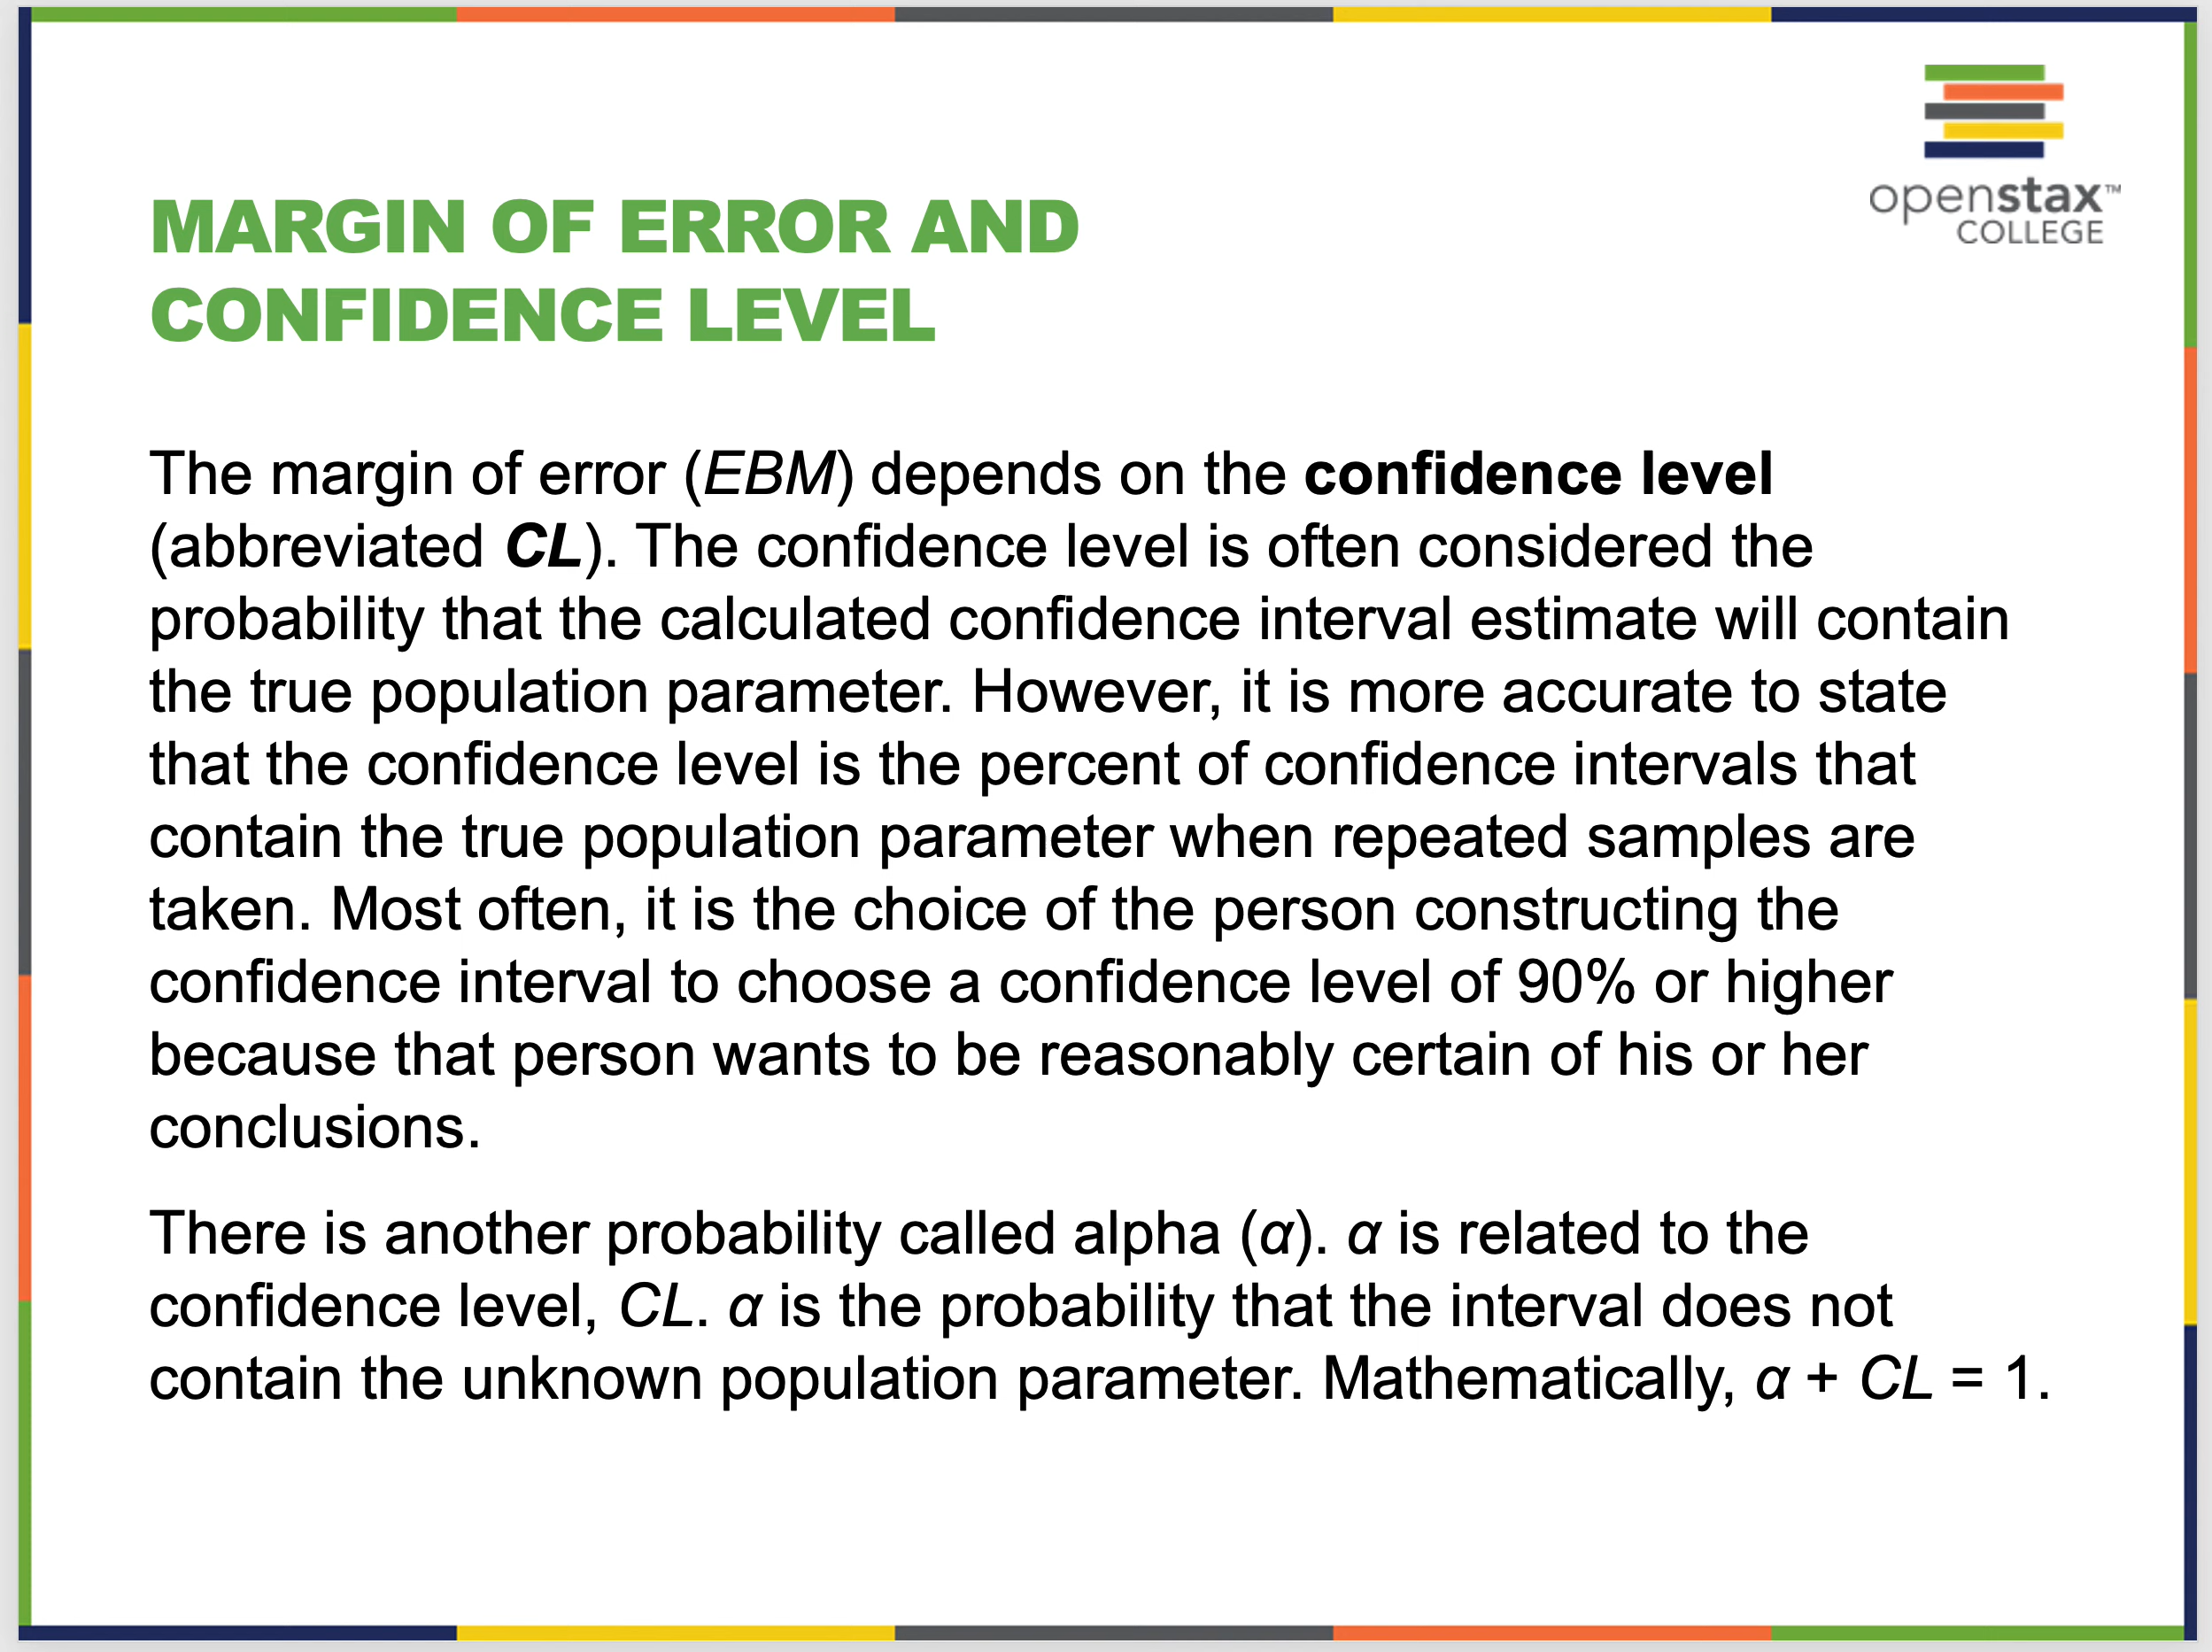 openstax™
COLLEGE
MARGIN OF ERROR AND
CONFIDENCE LEVEL
The margin of error (EBM) depends on the confidence level
(abbreviated CL). The confidence level is often considered the
probability that the calculated confidence interval estimate will contain
the true population parameter. However, it is more accurate to state
that the confidence level is the percent of confidence intervals that
contain the true population parameter when repeated samples are
taken. Most often, it is the choice of the person constructing the
confidence interval to choose a confidence level of 90% or higher
because that person wants to be reasonably certain of his or her
conclusions.
There is another probability called alpha (α). α is related to the
confidence level, CL. α is the probability that the interval does not
contain the unknown population parameter. Mathematically, α + CL = 1.